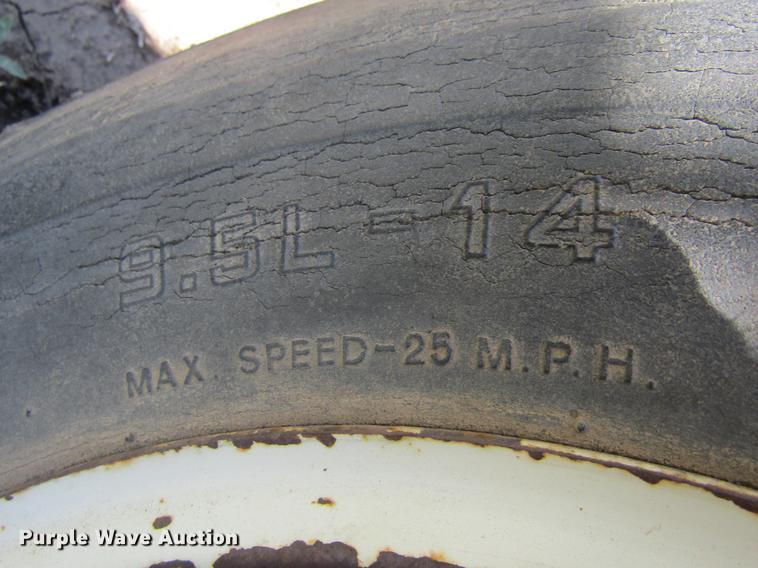 9.5L-14
MAX. SPEED-25 M.P.H.
Purple Wave Auction